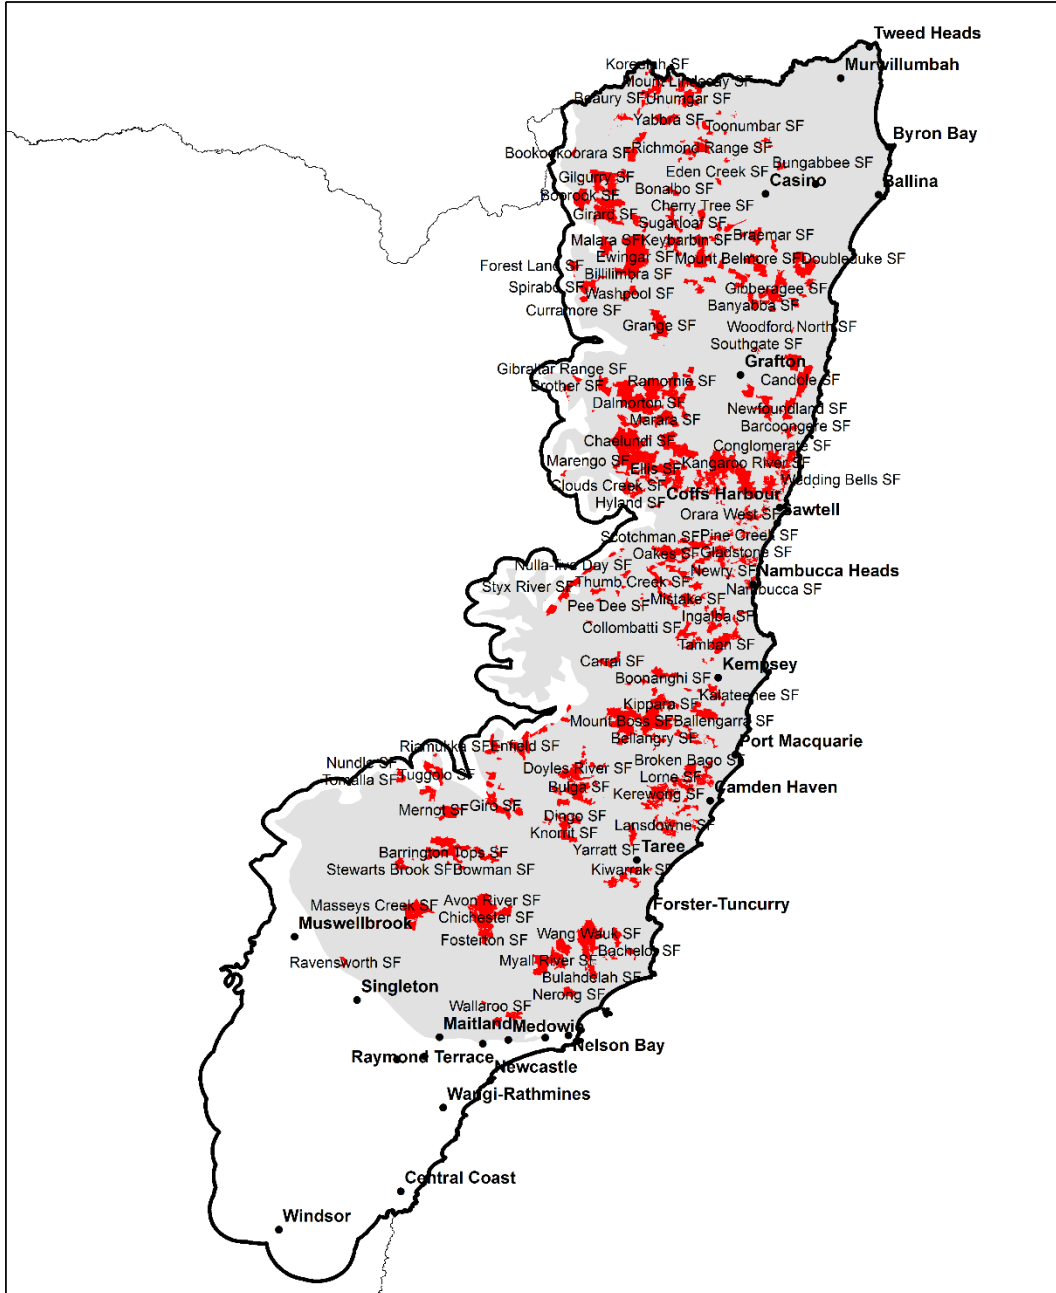 Tweed Heads
Koreelah SF
Murwillumbah
Mount Lindesay SF
Beaury SF
Unumgar SF
Yabbra SF
Toonumbar SF
Byron Bay
Richmond Range SF
Bookookoorara SF
Bungabbee SF
Eden Creek SF
Gilgurry SF
Casino
Bonalbo SF
Boorook SF
Ballina
Cherry Tree SF
Girard SF
Sugarloaf SF
Braemar SF
Malara SF
Keybarbin SF
Ewingar SF
Mount Belmore SF
Doubleduke SF
Forest Land SF
Billilimbra SF
Spirabo SF
Washpool SF
Gibberagee SF
Banyabba SF
Curramore SF
Grange SF
Woodford North SF
Southgate SF
Grafton
Gibraltar Range SF
Ramornie SF
Candole SF
Brother SF
Dalmorton SF
Newfoundland SF
Marara SF
Barcoongere SF
Chaelundi SF
Conglomerate SF
Marengo SF
Ellis SF
Kangaroo River SF
Wedding Bells SF
Clouds Creek SF
Coffs Harbour
Hyland SF
Orara West SF
Sawtell
Scotchman SF
Pine Creek SF
Oakes SF
Gladstone SF
Nulla-five Day SF
Newry SF
Nambucca Heads
Styx River SF
Thumb Creek SF
Nambucca SF
Pee Dee SF
Mistake SF
Ingalba SF
Collombatti SF
Tamban SF
Carrai SF
Kempsey
Boonanghi SF
Kalateenee SF
Kippara SF
Mount Boss SF
Ballengarra SF
Bellangry SF
Port Macquarie
Riamukka SF
Enfield SF
Broken Bago SF
Nundle SF
Doyles River SF
Tuggolo SF
Tomalla SF
Lorne SF
Bulga SF
Kerewong SF
Camden Haven
Mernot SF
Giro SF
Dingo SF
Lansdowne SF
Knorrit SF
Taree
Yarratt SF
Barrington Tops SF
Stewarts Brook SF
Bowman SF
Kiwarrak SF
Masseys Creek SF
Avon River SF
Forster-Tuncurry
Chichester SF
Muswellbrook
Fosterton SF
Wang Wauk SF
Bachelor SF
Ravensworth SF
Myall River SF
Bulahdelah SF
Singleton
Nerong SF
Wallaroo SF
Maitland
Medowie
Nelson Bay
Raymond Terrace
Newcastle
Wangi-Rathmines
Central Coast
Windsor